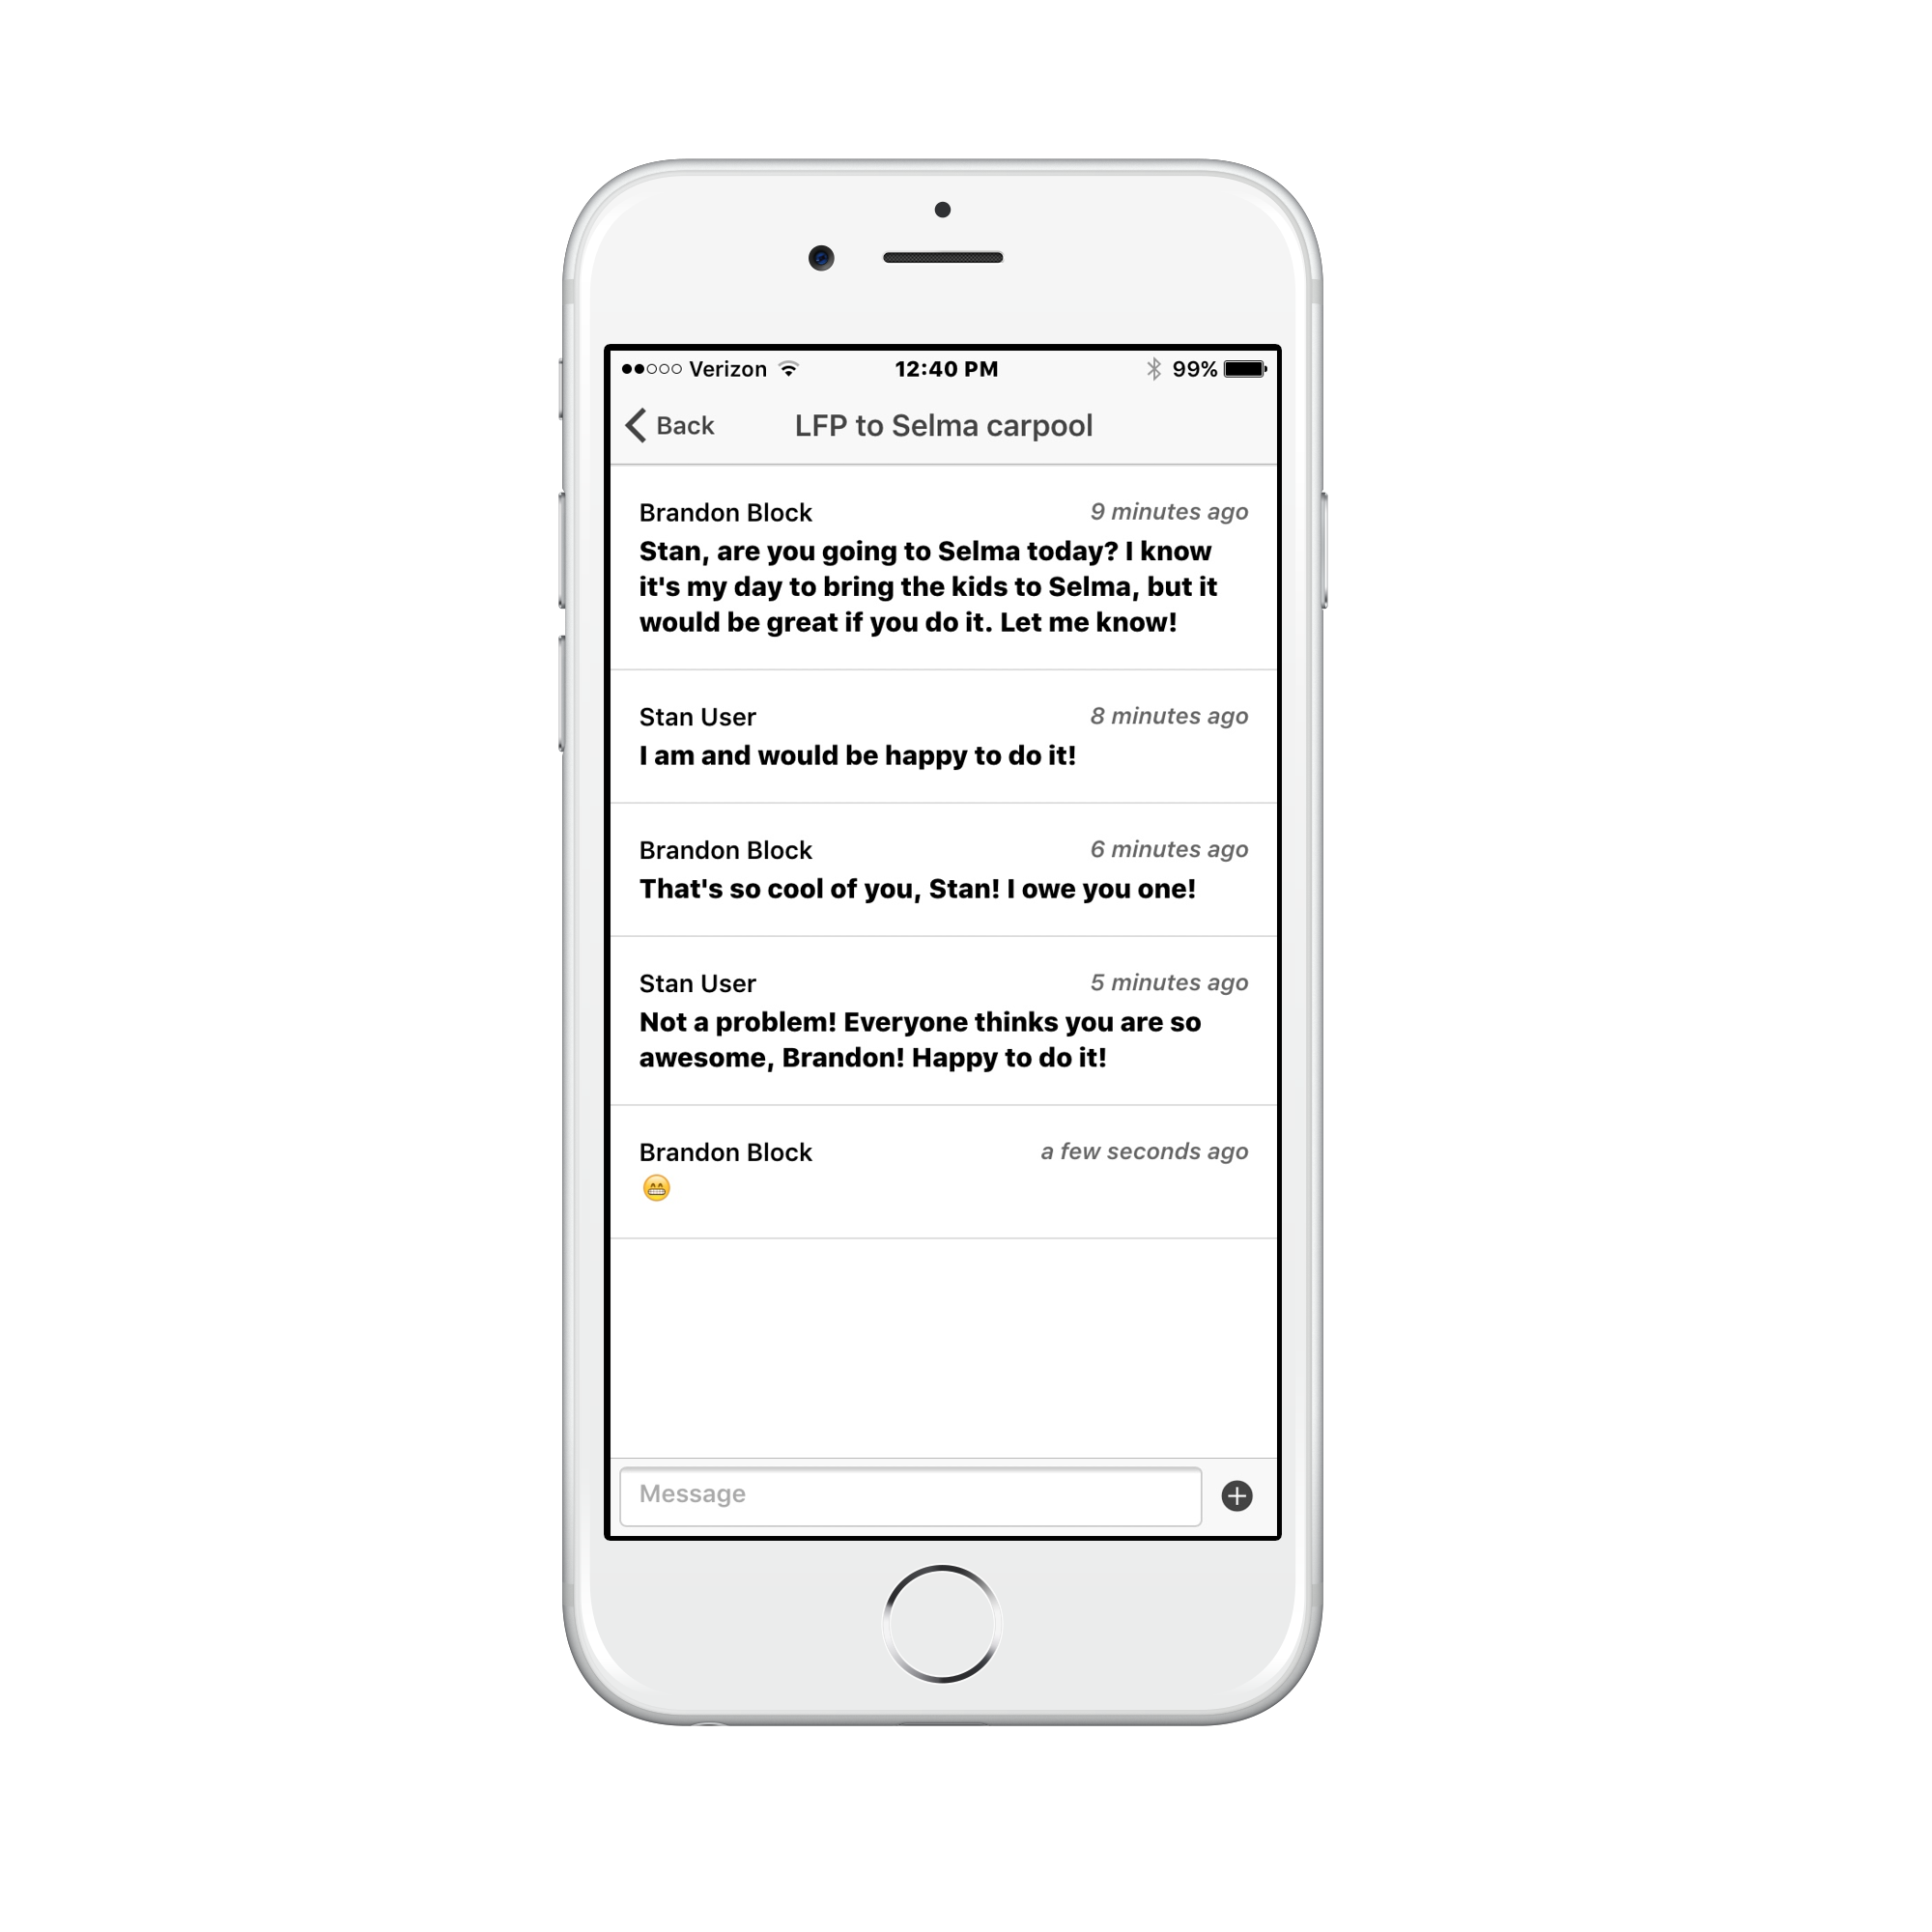 Verizon 12:40 PM 99%
Back LFP to Selma carpool
Brandon Block 9 minutes ago
Stan, are you going to Selma today? I know
it's my day to bring the kids to Selma, but it
would be great if you do it. Let me know!
Stan User 8 minutes ago
I am and would be happy to do it!
Brandon Block 6 minutes ago
That's so cool of you, Stan! I owe you one!
Stan User 5 minutes ago
Not a problem! Everyone thinks you are so
awesome, Brandon! Happy to do it!
Brandon Block a few seconds ago
😁
Message